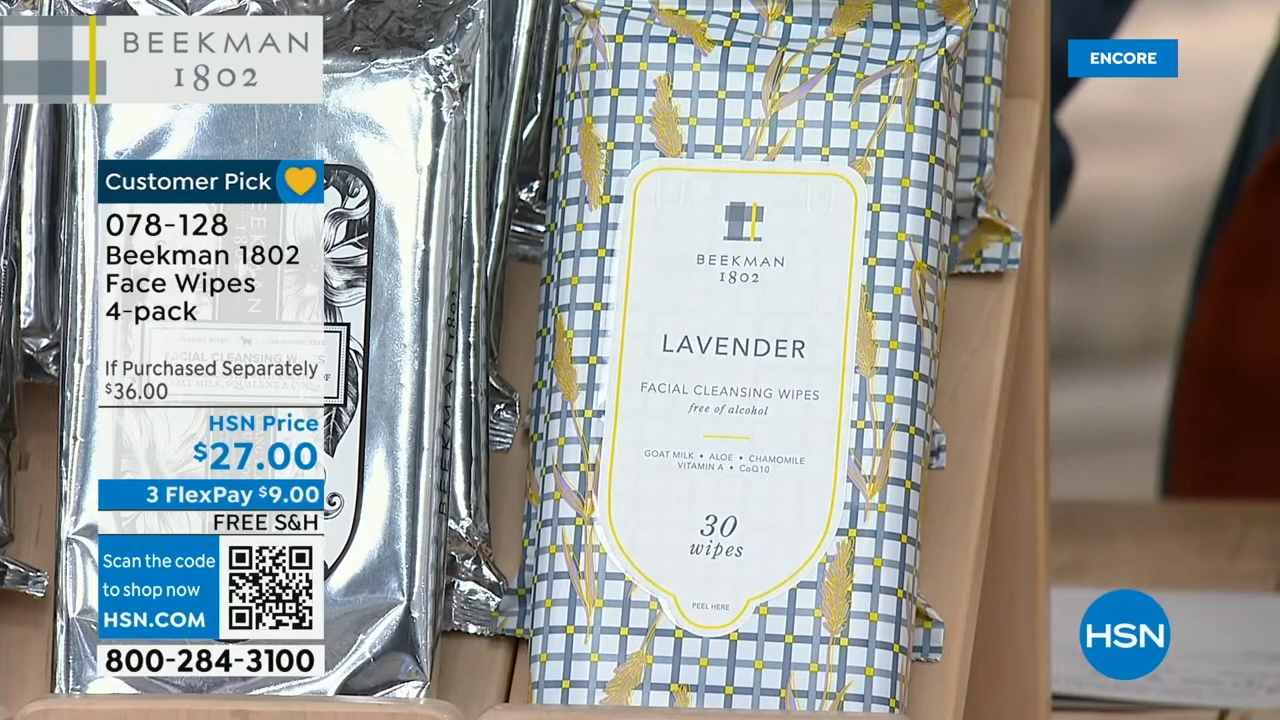 BEEKMAN
1802
ENCORE
Customer Pick
078-128
Beekman 1802
Face Wipes
4-pack
If Purchased Separately
$36.00
HSN Price
$27.00
3 FlexPay $9.00
FREE S&H
Scan the code
to shop now
HSN.COM
800-284-3100
FACIAL CLEANSING
BEEKMAN 1802
BEEKMAN
1802
LAVENDER
FACIAL CLEANSING WIPES
free of alcohol
GOAT MILK • ALOE • CHAMOMILE
VITAMIN A • CoQ10
30
wipes
PEEL HERE
HSN